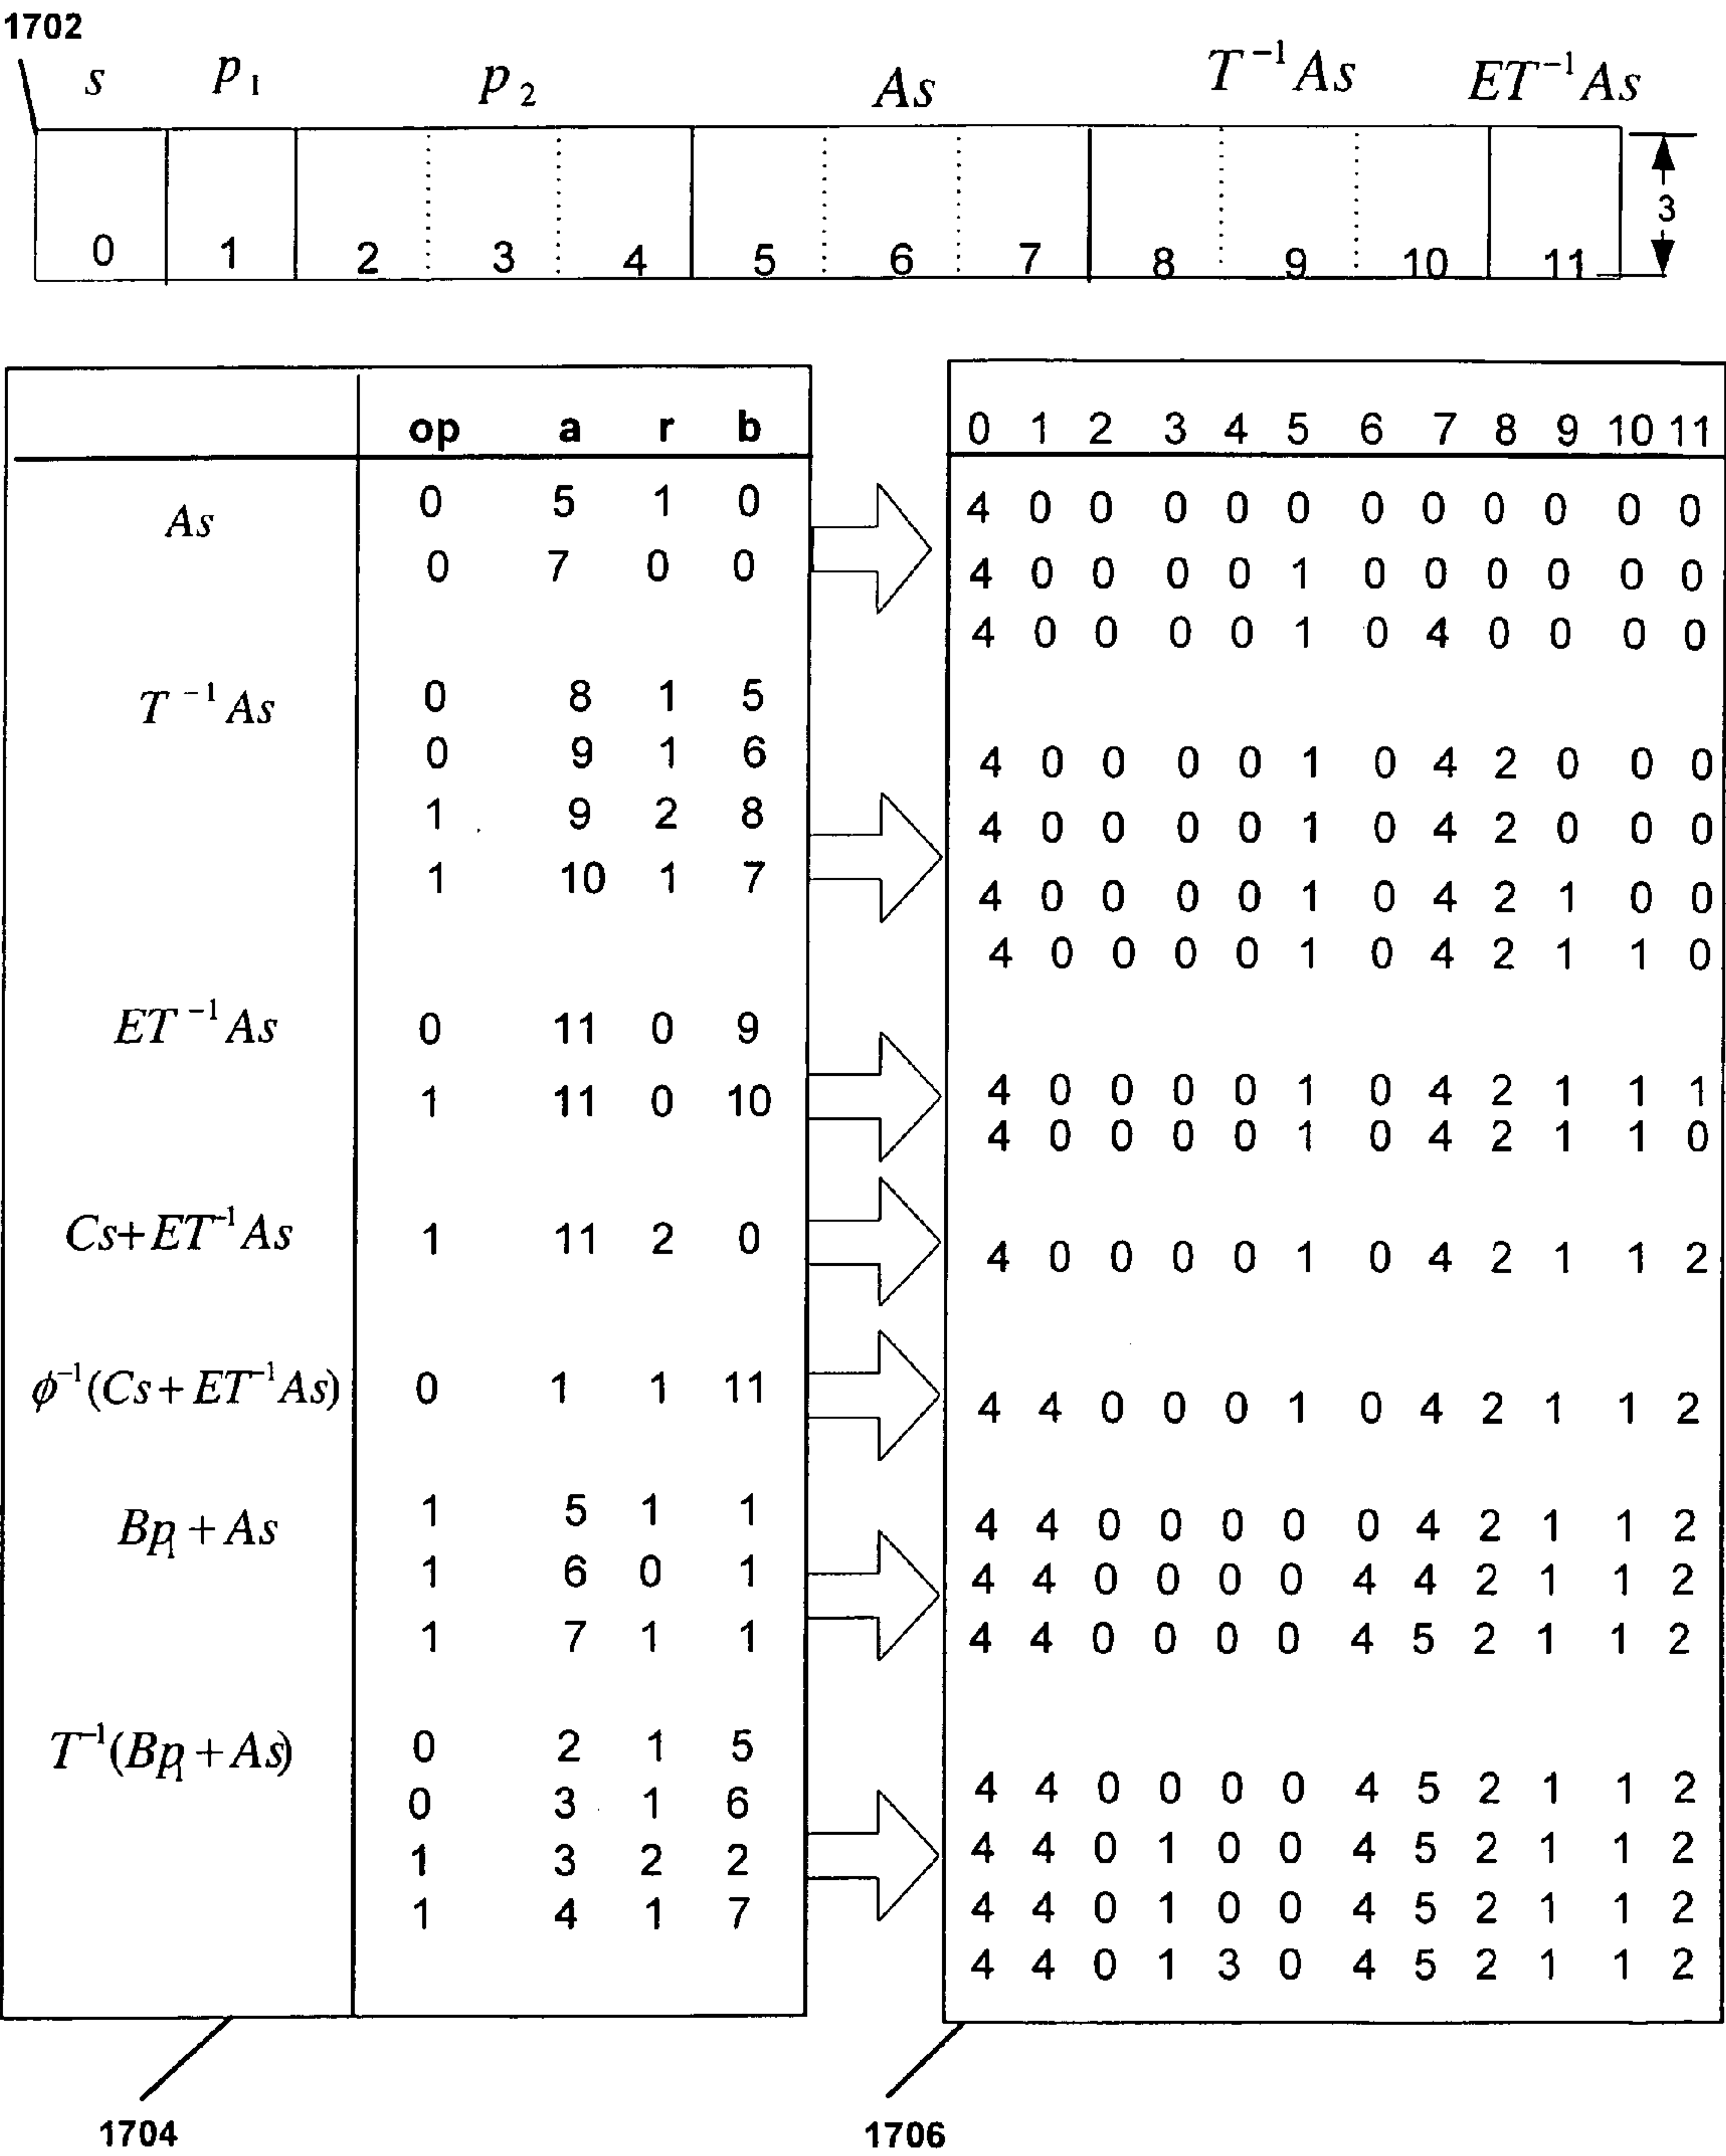 1702
s p₁ p₂ As T⁻¹As ET⁻¹As
0 1 2 3 4 5 6 7 8 9 10 11
3
op a r b
As 0 5 1 0
0 7 0 0
T⁻¹As 0 8 1 5
0 9 1 6
1 9 2 8
1 10 1 7
ET⁻¹As 0 11 0 9
1 11 0 10
Cs+ET⁻¹As 1 11 2 0
ϕ⁻¹(Cs+ET⁻¹As) 0 1 1 11
Bp₁+As 1 5 1 1
1 6 0 1
1 7 1 1
T⁻¹(Bp₁+As) 0 2 1 5
0 3 1 6
1 3 2 2
1 4 1 7
1704
0 1 2 3 4 5 6 7 8 9 10 11
4 0 0 0 0 0 0 0 0 0 0 0
4 0 0 0 0 1 0 0 0 0 0 0
4 0 0 0 0 1 0 4 0 0 0 0
4 0 0 0 0 1 0 4 2 0 0 0
4 0 0 0 0 1 0 4 2 0 0 0
4 0 0 0 0 1 0 4 2 1 0 0
4 0 0 0 0 1 0 4 2 1 1 0
4 0 0 0 0 1 0 4 2 1 1 1
4 0 0 0 0 1 0 4 2 1 1 0
4 0 0 0 0 1 0 4 2 1 1 2
4 4 0 0 0 1 0 4 2 1 1 2
4 4 0 0 0 0 0 4 2 1 1 2
4 4 0 0 0 0 4 4 2 1 1 2
4 4 0 0 0 0 4 5 2 1 1 2
4 4 0 0 0 0 4 5 2 1 1 2
4 4 0 1 0 0 4 5 2 1 1 2
4 4 0 1 0 0 4 5 2 1 1 2
4 4 0 1 3 0 4 5 2 1 1 2
1706